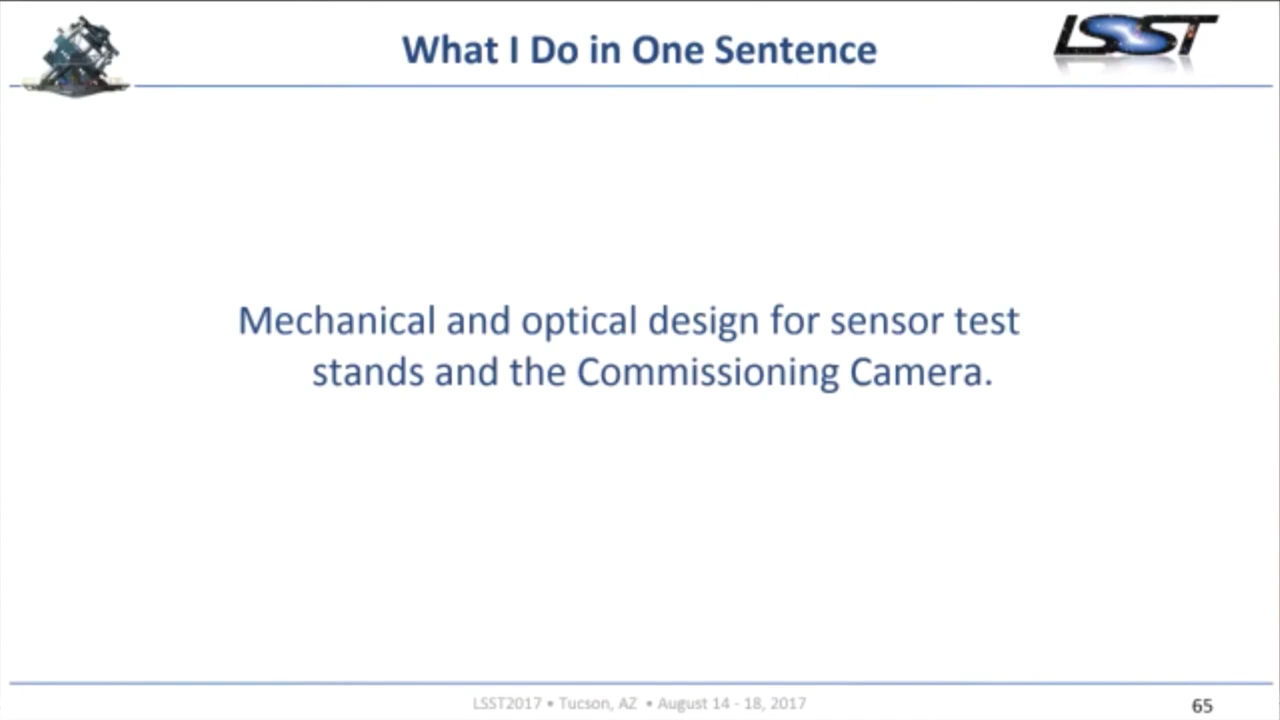 What I Do in One Sentence
LSST
Mechanical and optical design for sensor test
stands and the Commissioning Camera.
LSST2017 • Tucson, AZ • August 14 - 18, 2017
65